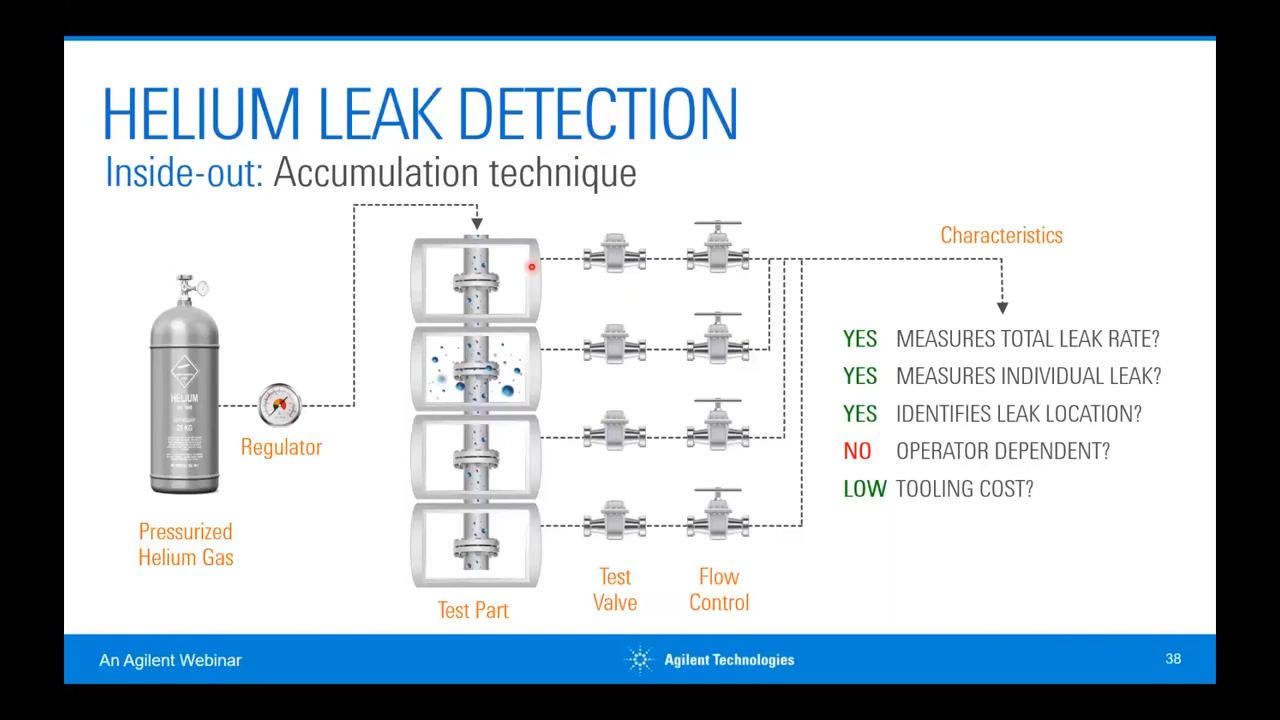 HELIUM LEAK DETECTION
Inside-out: Accumulation technique
HELIUM
Regulator
Pressurized
Helium Gas
Test Part
Test
Valve
Flow
Control
Characteristics
YES MEASURES TOTAL LEAK RATE?
YES MEASURES INDIVIDUAL LEAK?
YES IDENTIFIES LEAK LOCATION?
NO OPERATOR DEPENDENT?
LOW TOOLING COST?
An Agilent Webinar
Agilent Technologies
38